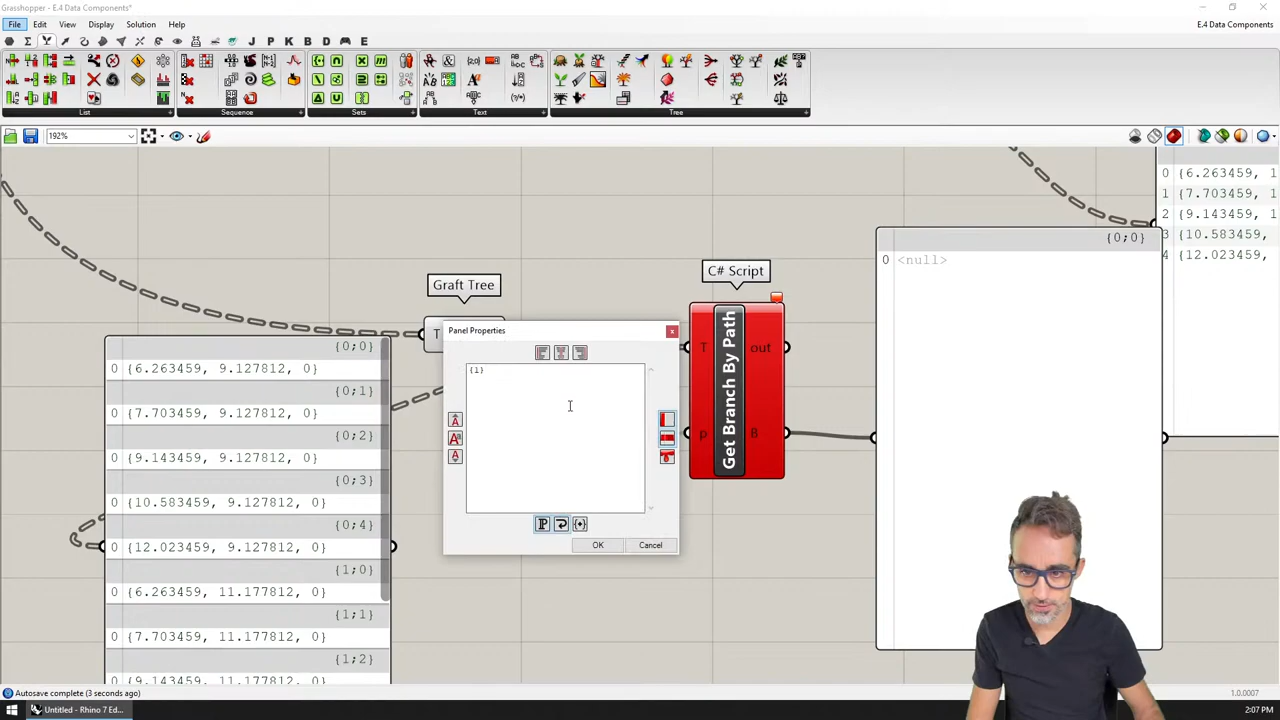 Grasshopper - E.4 Data Components*
File Edit View Display Solution Help
E.4 Data Components*
J P K B D E
List Sequence Sets Text Tree
192%
{0;0}
0 {6.263459, 9.127812, 0}
{0;1}
0 {7.703459, 9.127812, 0}
{0;2}
0 {9.143459, 9.127812, 0}
{0;3}
0 {10.583459, 9.127812, 0}
{0;4}
0 {12.023459, 9.127812, 0}
{1;0}
0 {6.263459, 11.177812, 0}
{1;1}
0 {7.703459, 11.177812, 0}
{1;2}
0 {9.143459, 11.177812, 0}
Graft Tree
T
Panel Properties
{1}
OK Cancel
C# Script
T out
Get Branch By Path
p B
{0;0}
0 <null>
0 {6.263459, 1
1 {7.703459, 1
2 {9.143459, 1
3 {10.583459,
4 {12.023459,
Autosave complete (3 seconds ago)
1.0.0007
Untitled - Rhino 7 Ed...
2:07 PM